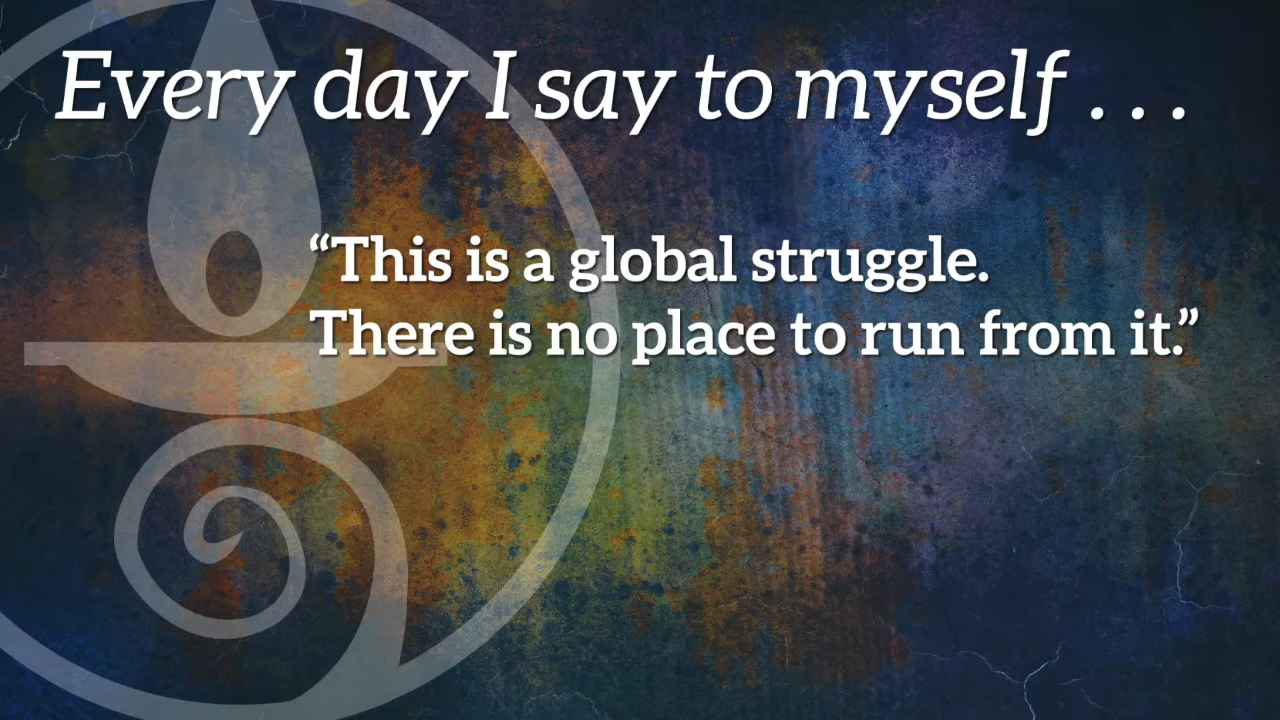 Every day I say to myself . . .
“This is a global struggle.
There is no place to run from it.”